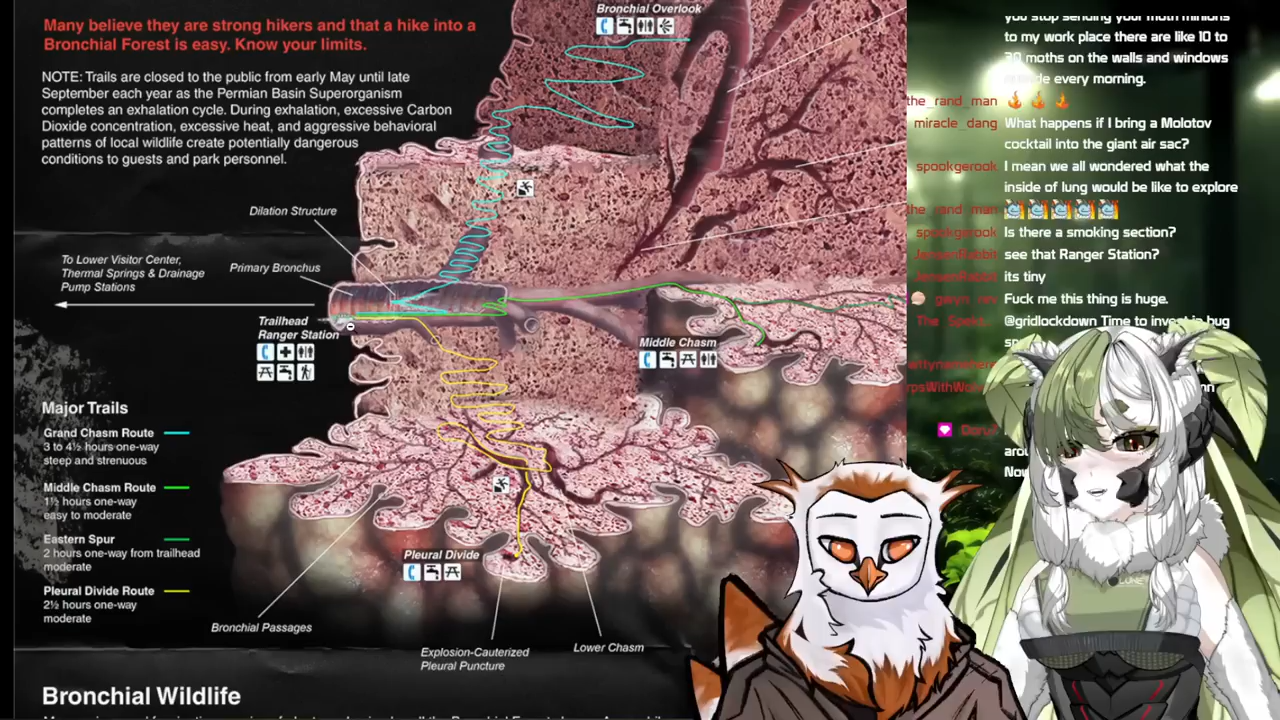 Many believe they are strong hikers and that a hike into a
Bronchial Forest is easy. Know your limits.
NOTE: Trails are closed to the public from early May until late
September each year as the Permian Basin Superorganism
completes an exhalation cycle. During exhalation, excessive Carbon
Dioxide concentration, excessive heat, and aggressive behavioral
patterns of local wildlife create potentially dangerous
conditions to guests and park personnel.
Bronchial Overlook
Dilation Structure
To Lower Visitor Center,
Thermal Springs & Drainage
Pump Stations
Primary Bronchus
Trailhead
Ranger Station
Middle Chasm
Major Trails
Grand Chasm Route
3 to 4½ hours one-way
steep and strenuous
Middle Chasm Route
1½ hours one-way
easy to moderate
Eastern Spur
2 hours one-way from trailhead
moderate
Pleural Divide Route
2½ hours one-way
moderate
Pleural Divide
Bronchial Passages
Explosion-Cauterized
Pleural Puncture
Lower Chasm
Bronchial Wildlife
you stop sending your moth minions
to my work place there are like 10 to
30 moths on the walls and windows
every morning.
the_rand_man
miracle_dang What happens if I bring a Molotov
cocktail into the giant air sac?
spookgerook I mean we all wondered what the
inside of lung would be like to explore
the_rand_man
spookgerook Is there a smoking section?
JensenRabbit see that Ranger Station?
JensenRabbit its tiny
Fuck me this thing is huge.
@gridlockdown Time to invest in bug